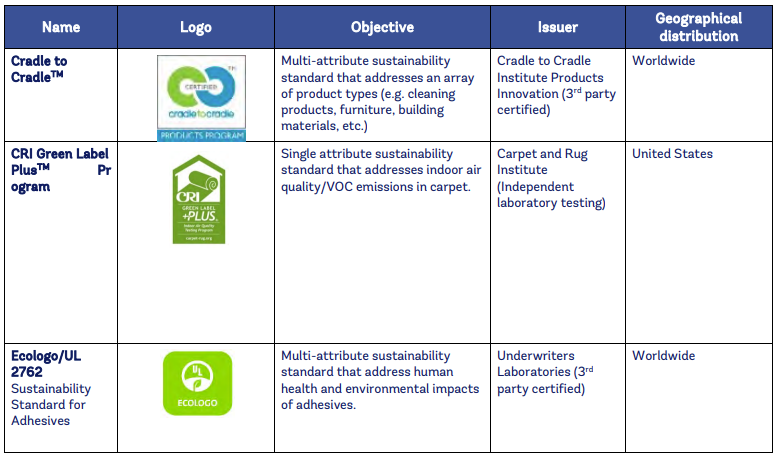 Name Logo Objective Issuer Geographical
distribution
Cradle to
Cradle™
CERTIFIED
cradletocradle
TM
PRODUCTS PROGRAM
Multi-attribute sustainability
standard that addresses an array
of product types (e.g. cleaning
products, furniture, building
materials, etc.)
Cradle to Cradle
Institute Products
Innovation (3rd party
certified)
Worldwide
CRI Green Label
Plus™ Pr
ogram
CRI
GREEN LABEL
+PLUS
Indoor Air Quality
Testing Program
carpet-rug.org
Single attribute sustainability
standard that addresses indoor air
quality/VOC emissions in carpet.
Carpet and Rug
Institute
(Independent
laboratory testing)
United States
Ecologo/UL
2762
Sustainability
Standard for
Adhesives
UL
ECOLOGO
Multi-attribute sustainability
standard that address human
health and environmental impacts
of adhesives.
Underwriters
Laboratories (3rd
party certified)
Worldwide